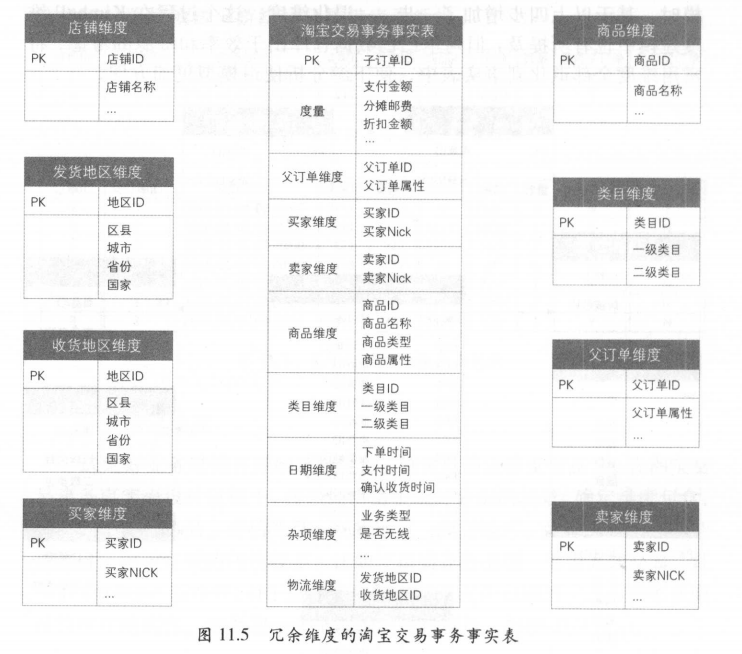 店铺维度
PK 店铺ID
店铺名称
...
发货地区维度
PK 地区ID
区县
城市
省份
国家
收货地区维度
PK 地区ID
区县
城市
省份
国家
买家维度
PK 买家ID
买家NICK
...
淘宝交易事务事实表
PK 子订单ID
度量
支付金额
分摊邮费
折扣金额
...
父订单维度
父订单ID
父订单属性
买家维度
买家ID
买家Nick
卖家维度
卖家ID
卖家Nick
商品维度
商品ID
商品名称
商品类型
商品属性
类目维度
类目ID
一级类目
二级类目
日期维度
下单时间
支付时间
确认收货时间
杂项维度
业务类型
是否无线
...
物流维度
发货地区ID
收货地区ID
商品维度
PK 商品ID
商品名称
...
类目维度
PK 类目ID
一级类目
二级类目
父订单维度
PK 父订单ID
父订单属性
...
卖家维度
PK 卖家ID
卖家NICK
...
图 11.5 冗余维度的淘宝交易事务事实表